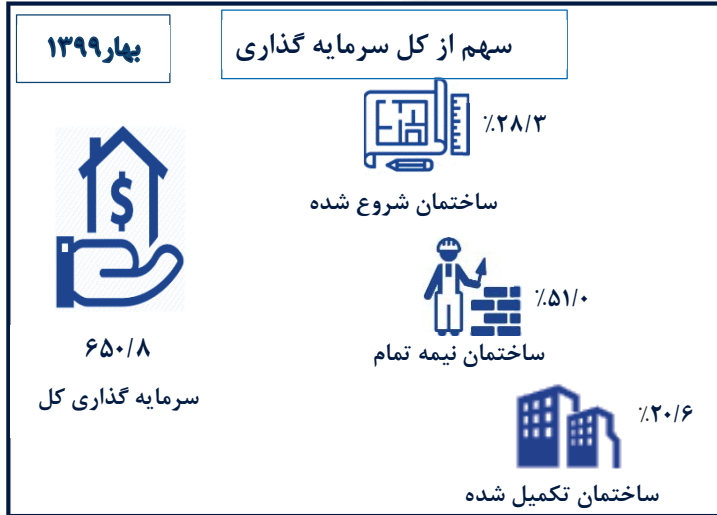 سهم از کل سرمایه گذاری
بهار۱۳۹۹
٪۲۸/۳
ساختمان شروع شده
٪۵۱/۰
ساختمان نیمه تمام
٪۲۰/۶
ساختمان تکمیل شده
$
۶۵۰/۸
سرمایه گذاری کل